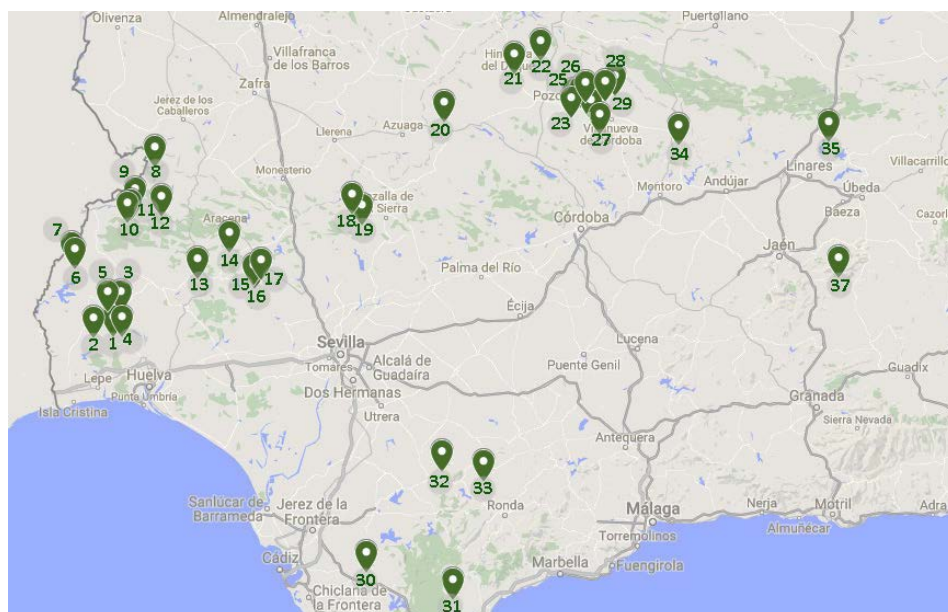 Olivenza
Almendralejo
Puertollano
Villafranca
de los Barros
Zafra
Jerez de los
Caballeros
Llerena
Azuaga
Monesterio
21
22
26
25
28
29
23
27
20
34
35
Linares
Villacarrillo
Úbeda
Baeza
Montoro
Andújar
9
8
7
6
10
11
12
Aracena
18
19
Córdoba
Jaén
37
5
3
13
14
15
16
17
Palma del Río
2
1
4
Écija
Sevilla
Tomares
Alcalá de
Guadaíra
Dos Hermanas
Utrera
Lucena
Puente Genil
Guadix
Lepe
Huelva
Isla Cristina
Punta Umbría
Granada
Sierra Nevada
Antequera
32
33
Ronda
Sanlúcar de
Barrameda
Jerez de la
Frontera
Málaga
Torremolinos
Nerja
Motril
Adra
Almuñécar
Cádiz
30
Marbella
Fuengirola
Chiclana de
la Frontera
31